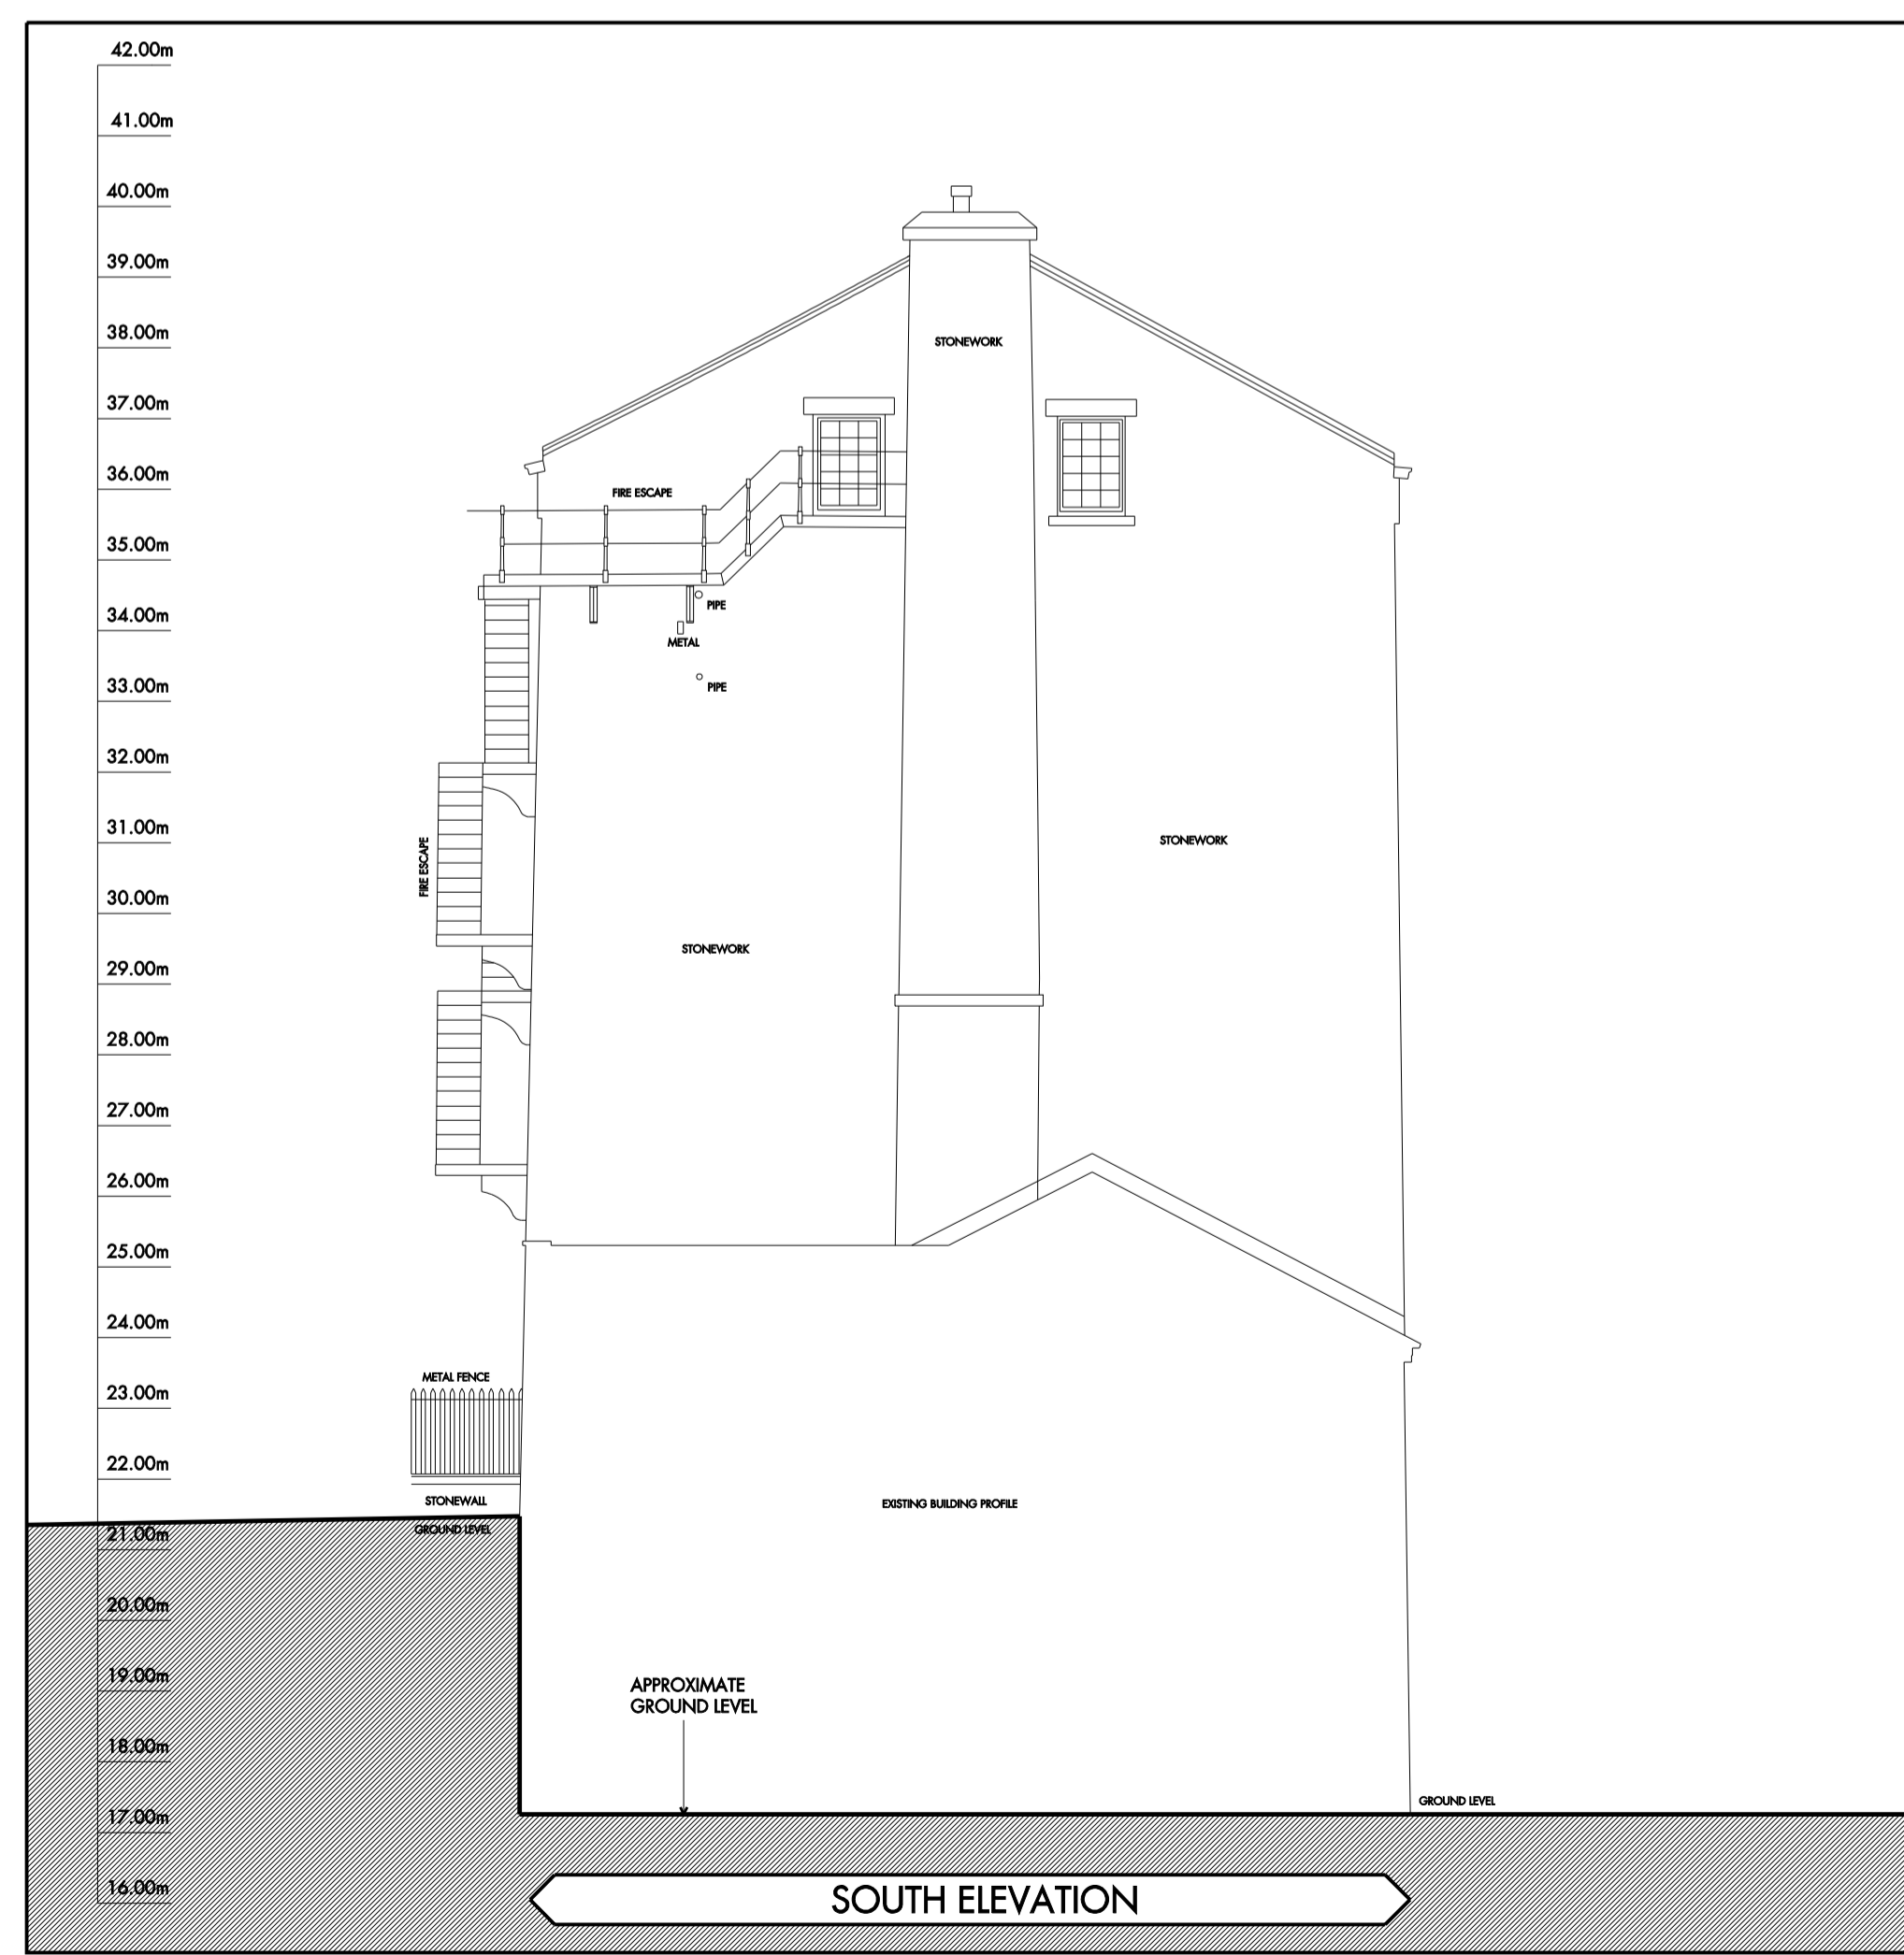 42.00m
41.00m
40.00m
39.00m
38.00m
STONEWORK
37.00m
36.00m
FIRE ESCAPE
35.00m
34.00m
PIPE
METAL
33.00m
PIPE
32.00m
31.00m
STONEWORK
FIRE ESCAPE
30.00m
STONEWORK
29.00m
28.00m
27.00m
26.00m
25.00m
24.00m
METAL FENCE
23.00m
22.00m
STONEWALL
EXISTING BUILDING PROFILE
GROUND LEVEL
21.00m
20.00m
19.00m
APPROXIMATE
GROUND LEVEL
18.00m
GROUND LEVEL
17.00m
16.00m
SOUTH ELEVATION